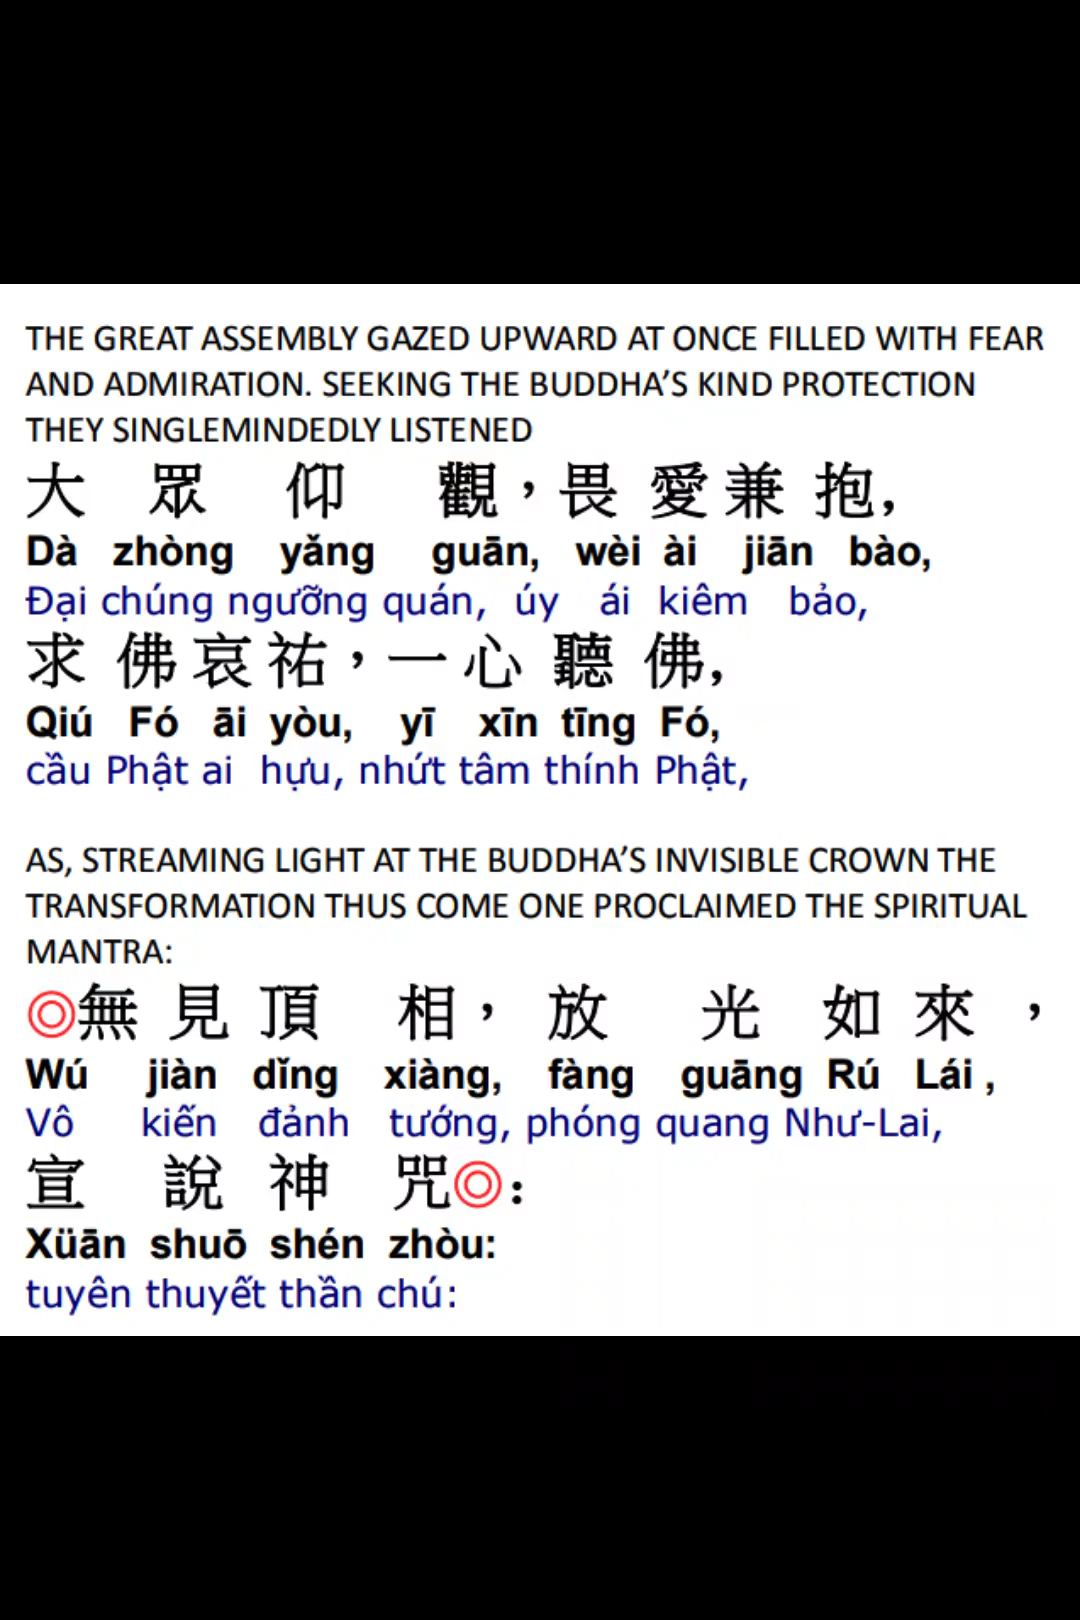 THE GREAT ASSEMBLY GAZED UPWARD AT ONCE FILLED WITH FEAR
AND ADMIRATION. SEEKING THE BUDDHA’S KIND PROTECTION
THEY SINGLEMINDEDLY LISTENED
大 眾 仰 觀，畏 愛 兼 抱,
Dà zhòng yǎng guān, wèi ài jiān bào,
Đại chúng ngưỡng quán, úy ái kiêm bảo,
求 佛 哀 祐，一 心 聽 佛,
Qiú Fó āi yòu, yī xīn tīng Fó,
cầu Phật ai hựu, nhứt tâm thính Phật,
AS, STREAMING LIGHT AT THE BUDDHA’S INVISIBLE CROWN THE
TRANSFORMATION THUS COME ONE PROCLAIMED THE SPIRITUAL
MANTRA:
◎無 見 頂 相，放 光 如 來 ，
Wú jiàn dǐng xiàng, fàng guāng Rú Lái ,
Vô kiến đảnh tướng, phóng quang Như-Lai,
宣 說 神 咒◎：
Xüān shuō shén zhòu:
tuyên thuyết thần chú: